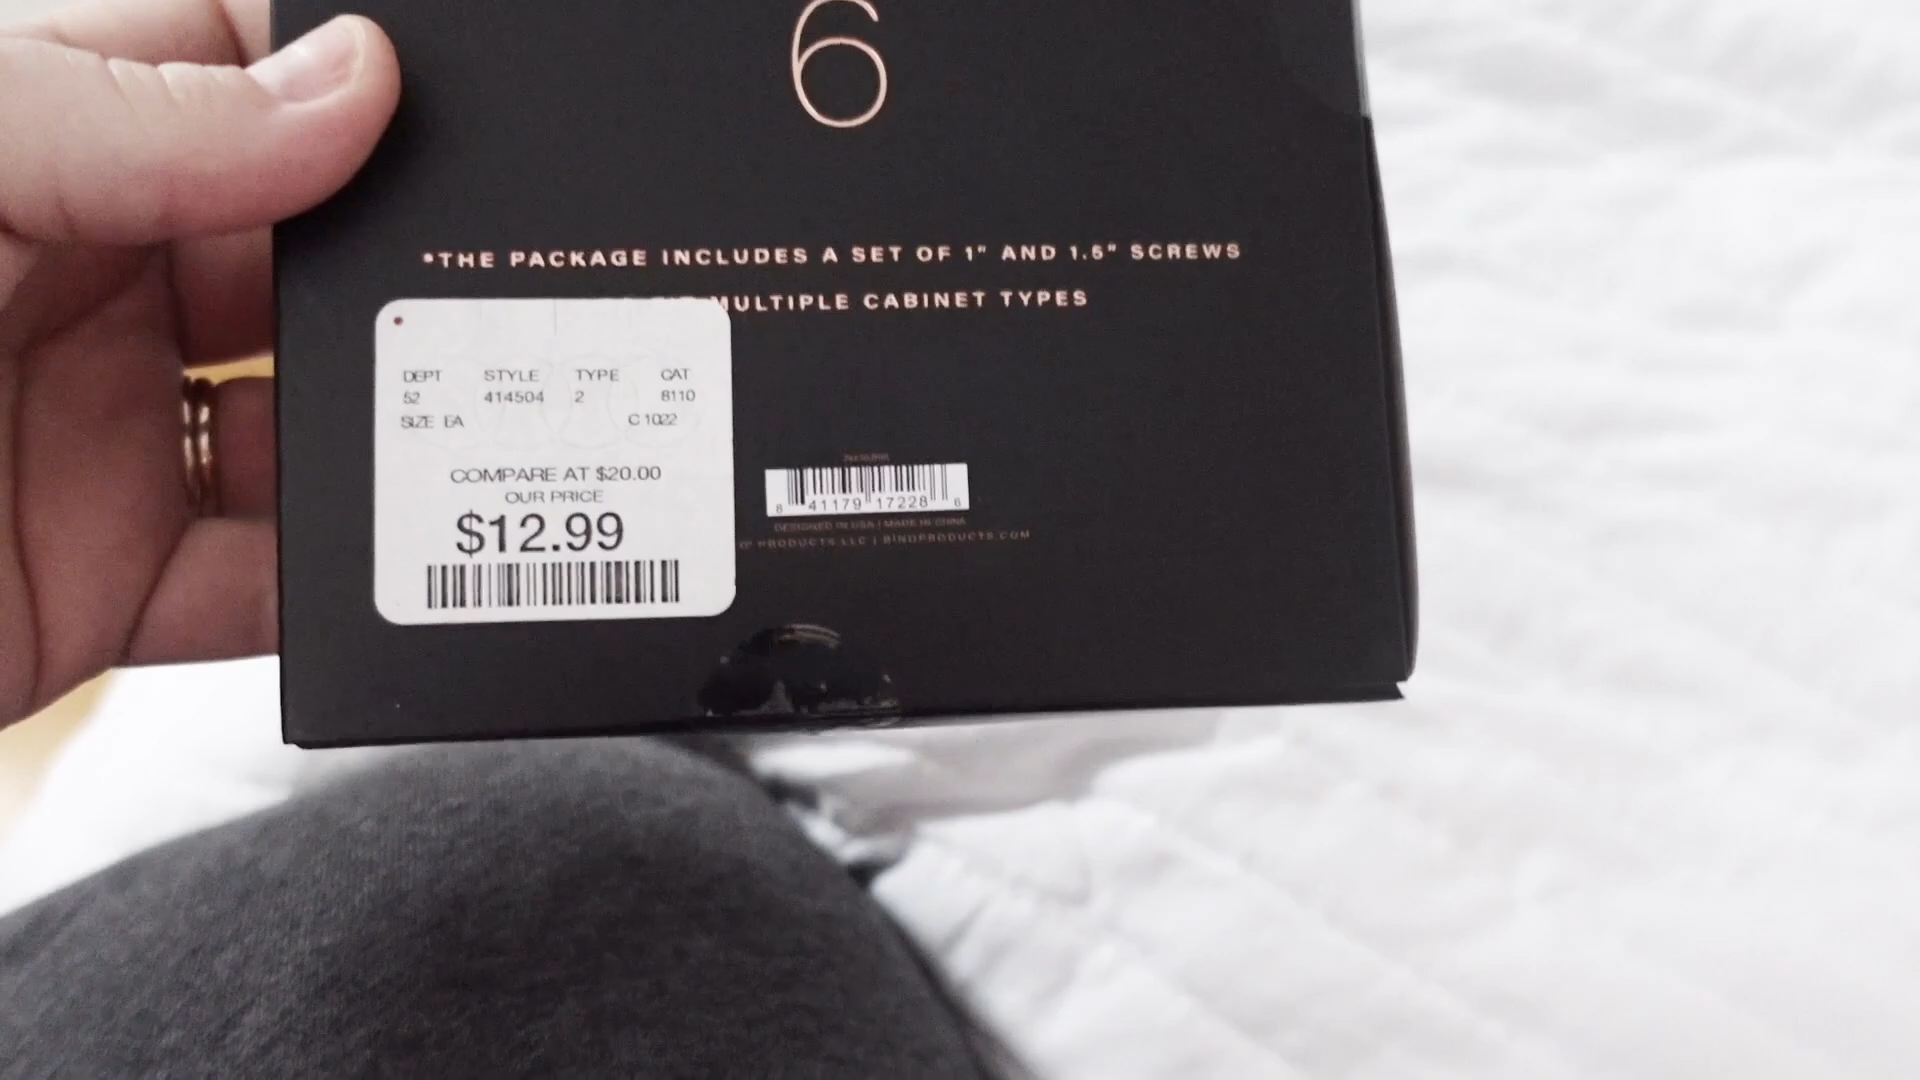 6
*THE PACKAGE INCLUDES A SET OF 1" AND 1.5" SCREWS
MULTIPLE CABINET TYPES
DEPT STYLE TYPE CAT
52 414504 2 8110
SIZE EA C 1022
COMPARE AT $20.00
OUR PRICE
$12.99
8 41179 17228 6
DESIGNED IN USA | MADE IN CHINA
PRODUCTS LLC | BINDPRODUCTS.COM